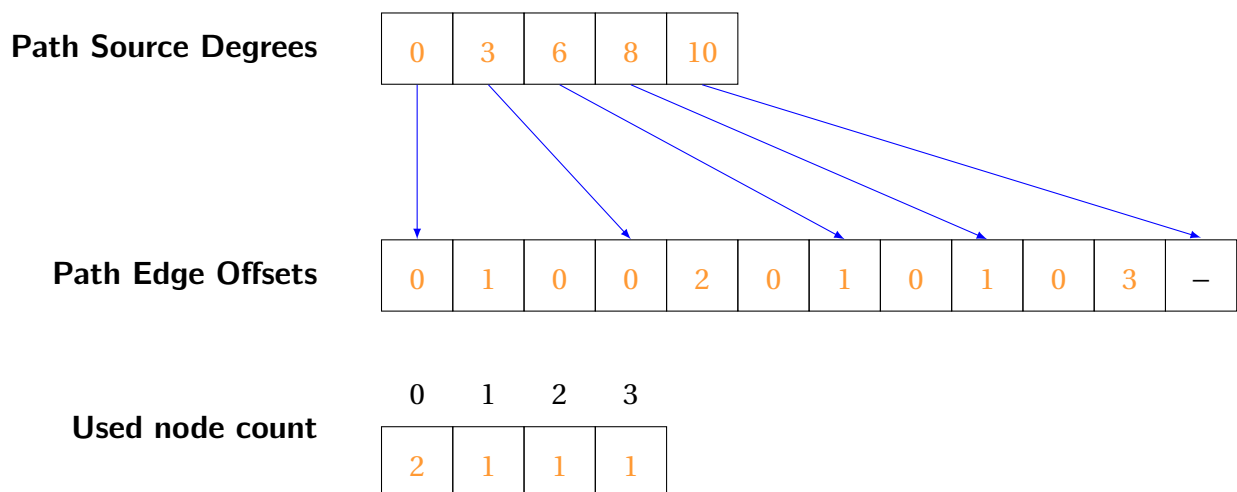 Path Source Degrees 0 3 6 8 10
Path Edge Offsets 0 1 0 0 2 0 1 0 1 0 3 –
0 1 2 3
Used node count 2 1 1 1